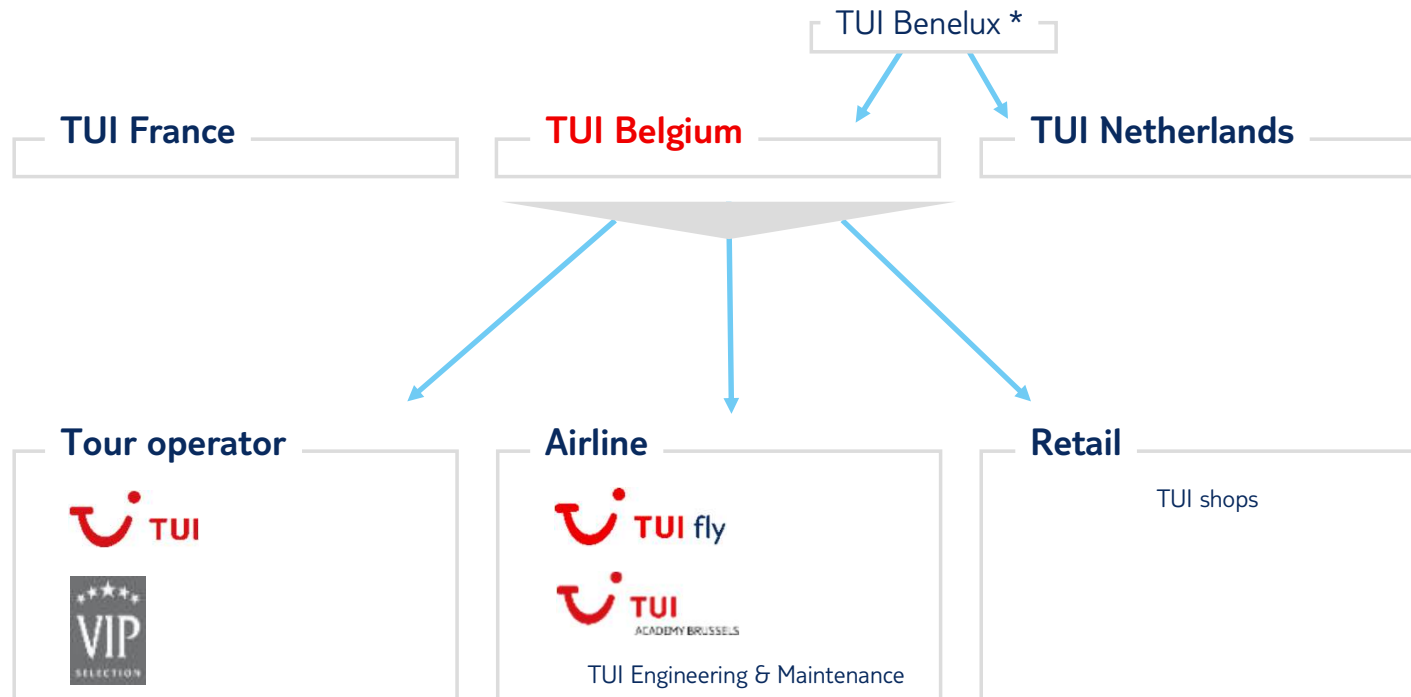 TUI Benelux *
TUI France
TUI Belgium
TUI Netherlands
Tour operator
TUI
VIP
SELECTION
Airline
TUI fly
TUI
ACADEMY BRUSSELS
TUI Engineering & Maintenance
Retail
TUI shops